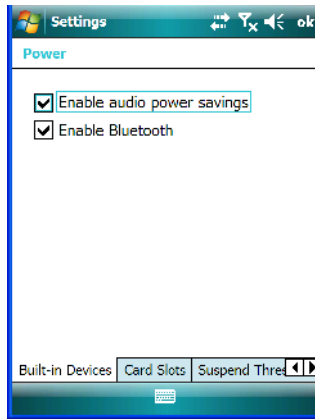 Settings ok
Power
Enable audio power savings
Enable Bluetooth
Built-in Devices Card Slots Suspend Thres